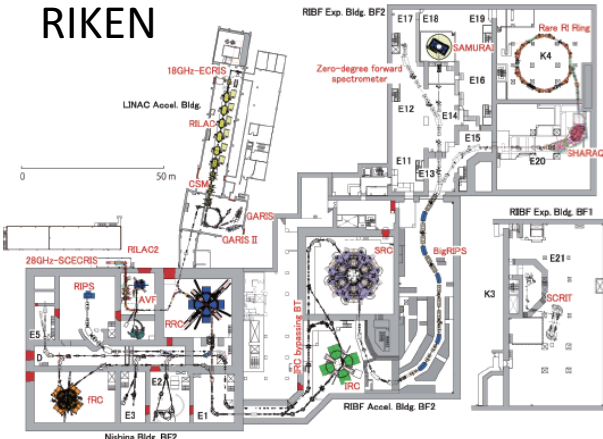 RIKEN
RIBF Exp. Bldg. BF2
E17
E18
E19
SAMURAI
Rare RI Ring
K4
18GHz-ECRIS
Zero-degree forward
spectrometer
E16
LINAC Accel. Bldg.
E12
RILAC
E14
E15
SHARAQ
E20
E11
E13
0
50 m
CSM
GARIS
GARIS II
RIBF Exp. Bldg. BF1
RILAC2
28GHz-SCECRIS
SRC
BigRIPS
E21
RIPS
AVF
RRC
K3
SCRIT
E5
IRC bypassing BT
D
IRC
fRC
E2
E3
E1
RIBF Accel. Bldg. BF2
Nishina Bldg. BF2